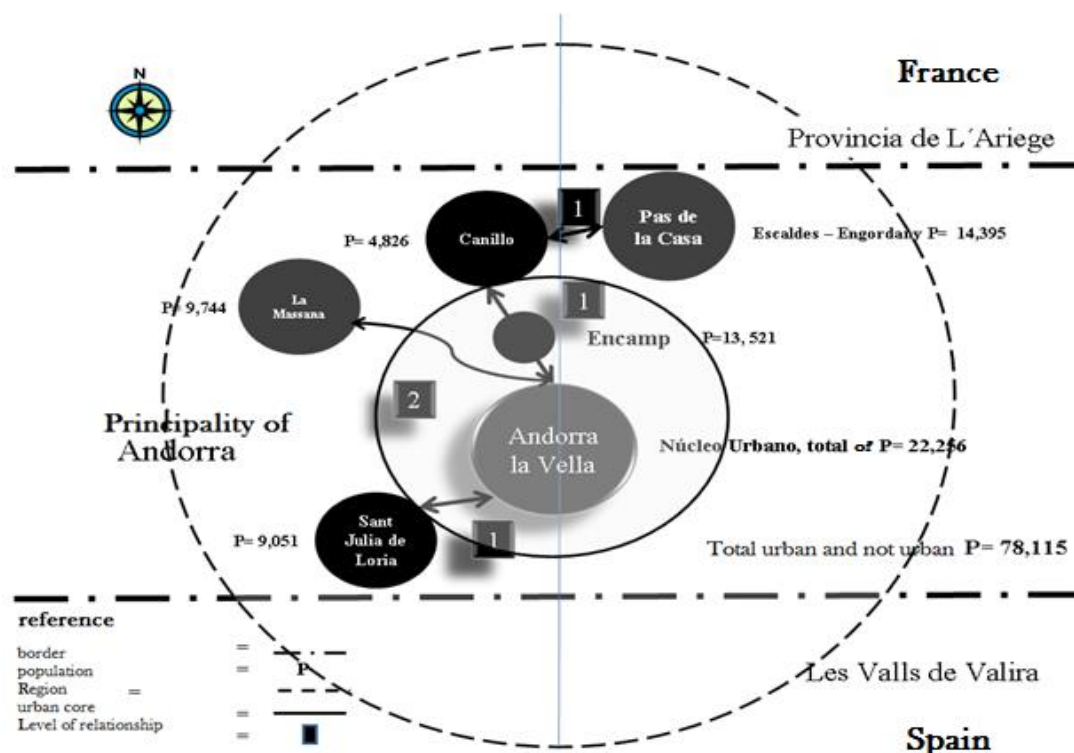 N
France
Provincia de L´Ariege
1
Pas de
la Casa
Canillo
P= 4,826
Escaldes – Engordany P= 14,395
La
Massana
P= 9,744
1
Encamp
P=13, 521
2
Principality of
Andorra
Andorra
la Vella
Núcleo Urbano, total of P= 22,256
Sant
Julia de
Loria
P= 9,051
1
Total urban and not urban P= 78,115
reference
border =
population = P
Region =
urban core =
Level of relationship =
Les Valls de Valira
Spain